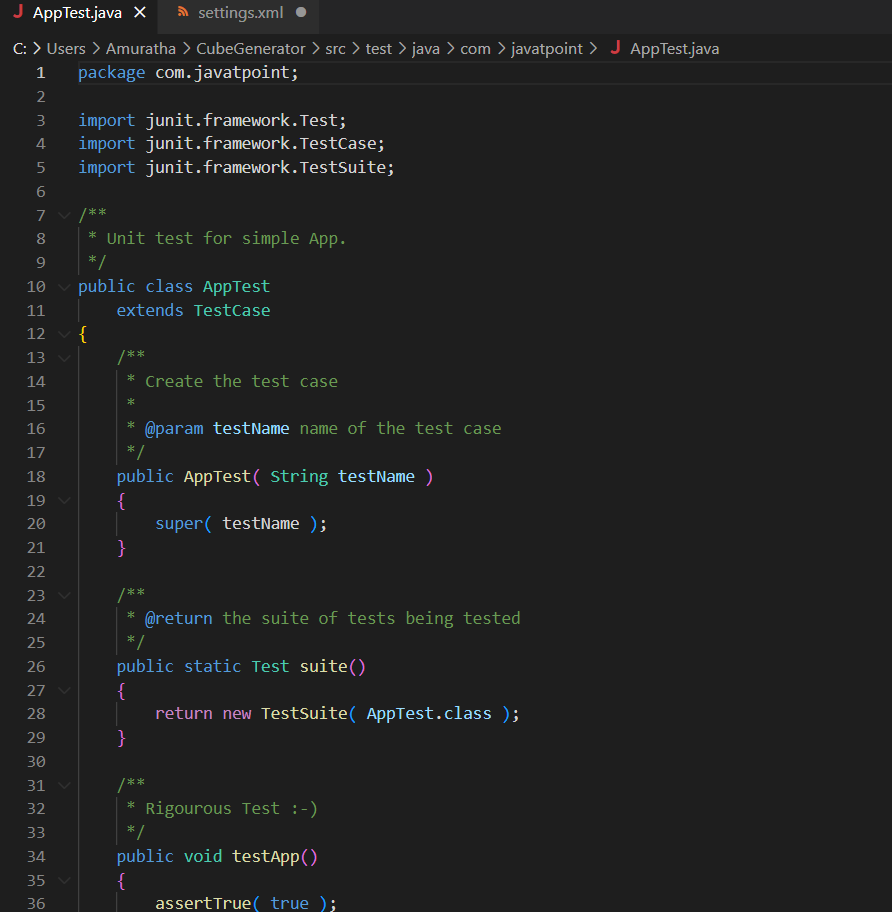 AppTest.java
settings.xml
C: > Users > Amuratha > CubeGenerator > src > test > java > com > javatpoint > AppTest.java
1 package com.javatpoint;
2
3 import junit.framework.Test;
4 import junit.framework.TestCase;
5 import junit.framework.TestSuite;
6
7 /**
8  * Unit test for simple App.
9  */
10 public class AppTest
11     extends TestCase
12 {
13     /**
14      * Create the test case
15      *
16      * @param testName name of the test case
17      */
18     public AppTest( String testName )
19     {
20         super( testName );
21     }
22
23     /**
24      * @return the suite of tests being tested
25      */
26     public static Test suite()
27     {
28         return new TestSuite( AppTest.class );
29     }
30
31     /**
32      * Rigourous Test :-)
33      */
34     public void testApp()
35     {
36         assertTrue( true );